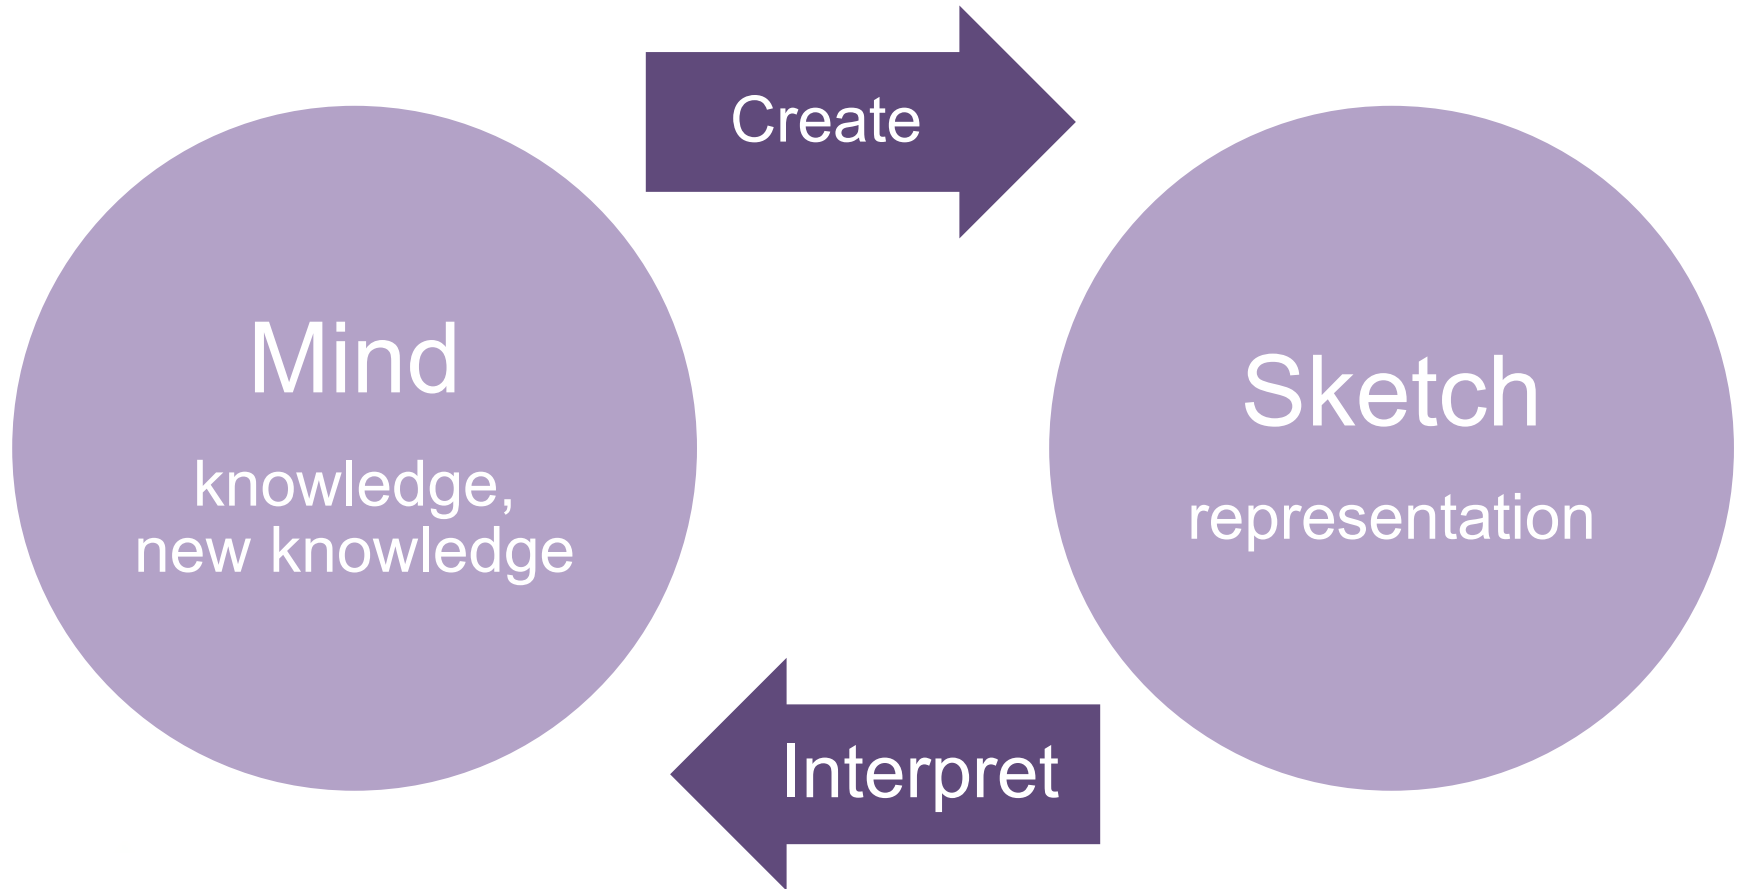 Create
Mind
knowledge,
new knowledge
Sketch
representation
Interpret